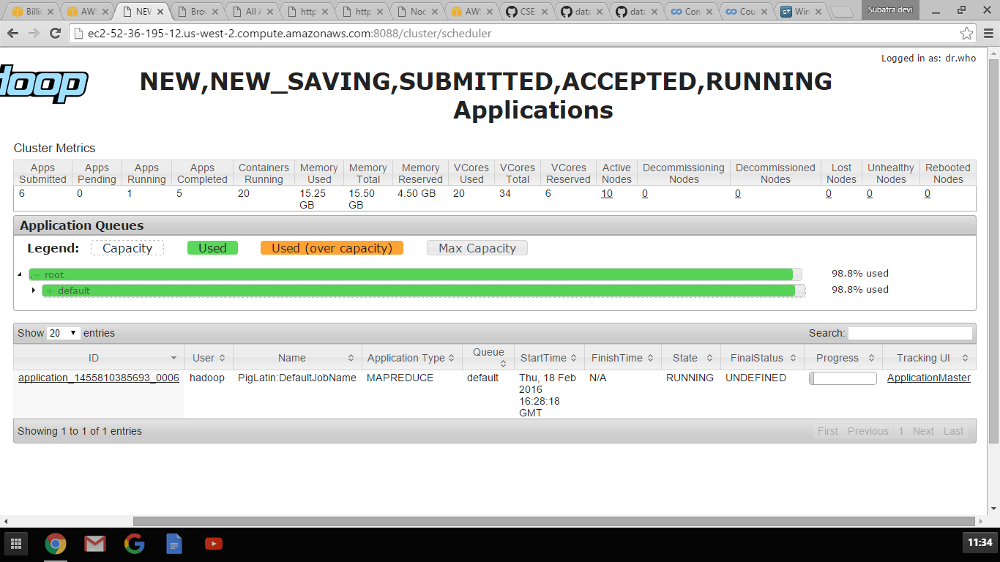 Billi
AWS
NEV
Brow
All A
http
http
Noc
AWS
CSE
data
data
Con
Cou
sf Win
Subatra devi
ec2-52-36-195-12.us-west-2.compute.amazonaws.com:8088/cluster/scheduler
Logged in as: dr.who
doop
NEW,NEW_SAVING,SUBMITTED,ACCEPTED,RUNNING
Applications
Cluster Metrics
Apps Submitted Apps Pending Apps Running Apps Completed Containers Running Memory Used Memory Total Memory Reserved VCores Used VCores Total VCores Reserved Active Nodes Decommissioning Nodes Decommissioned Nodes Lost Nodes Unhealthy Nodes Rebooted Nodes
6 0 1 5 20 15.25 GB 15.50 GB 4.50 GB 20 34 6 10 0 0 0 0 0
Application Queues
Legend: Capacity Used Used (over capacity) Max Capacity
- root 98.8% used
+ default 98.8% used
Show 20 entries Search:
ID User Name Application Type Queue StartTime FinishTime State FinalStatus Progress Tracking UI
application_1455810385693_0006 hadoop PigLatin:DefaultJobName MAPREDUCE default Thu, 18 Feb 2016 16:28:18 GMT N/A RUNNING UNDEFINED ApplicationMaster
Showing 1 to 1 of 1 entries First Previous 1 Next Last
11:34